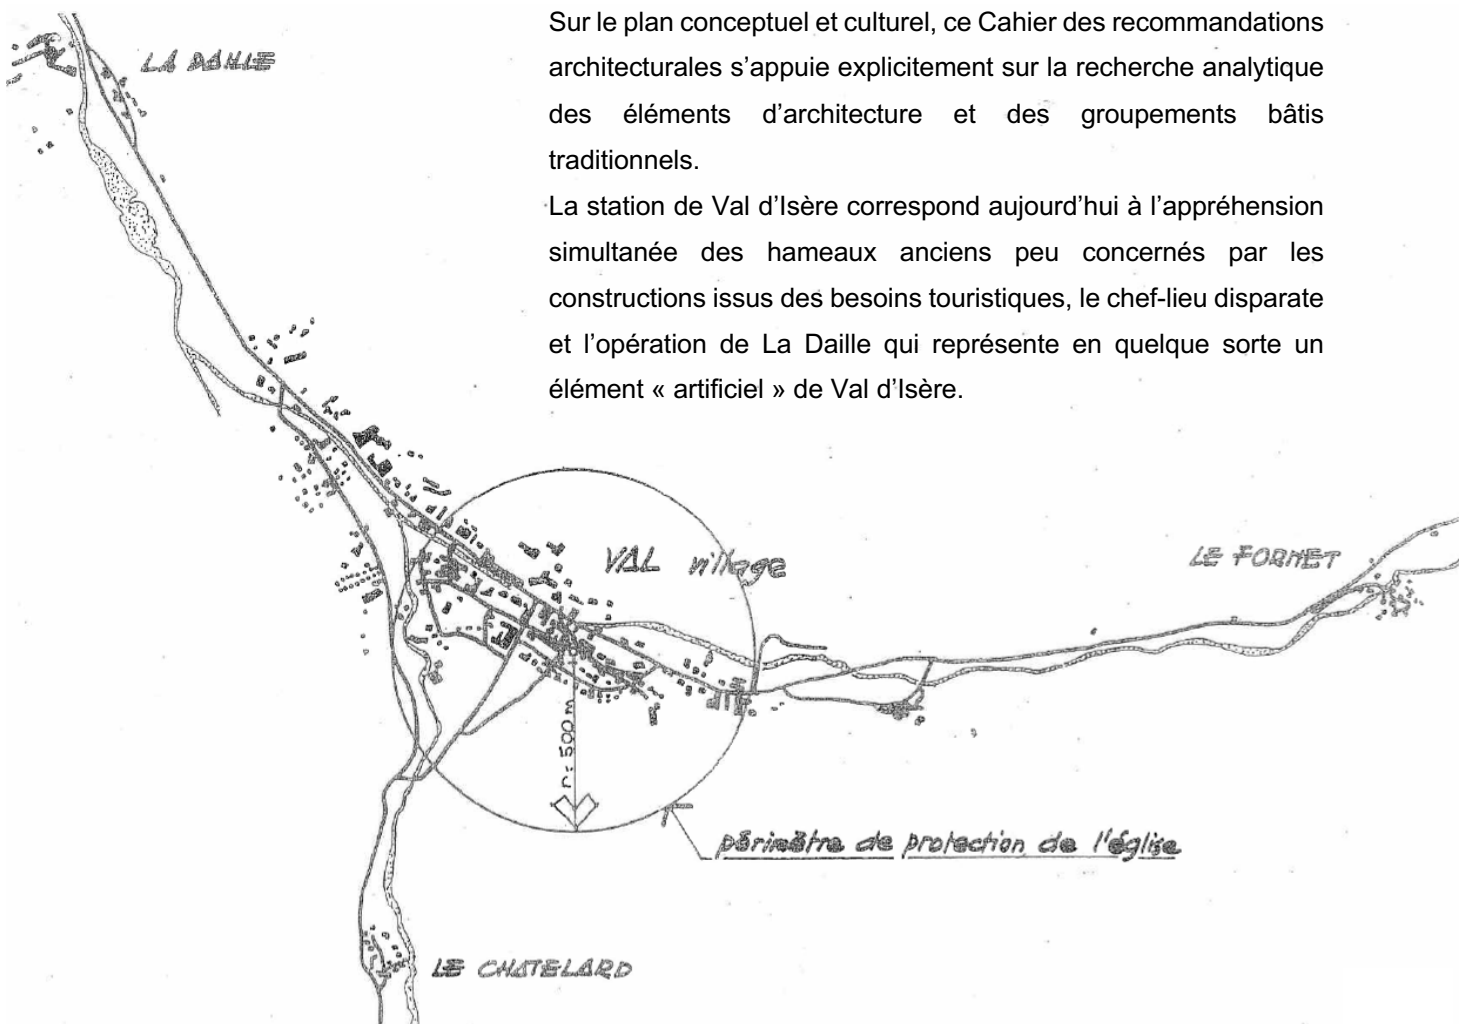 Sur le plan conceptuel et culturel, ce Cahier des recommandations
architecturales s’appuie explicitement sur la recherche analytique
des éléments d’architecture et des groupements bâtis
traditionnels.
La station de Val d’Isère correspond aujourd’hui à l’appréhension
simultanée des hameaux anciens peu concernés par les
constructions issus des besoins touristiques, le chef-lieu disparate
et l’opération de La Daille qui représente en quelque sorte un
élément « artificiel » de Val d’Isère.
LA DAILLE
VAL village
LE FORNET
r = 500 m
périmètre de protection de l'église
LE CHATELARD